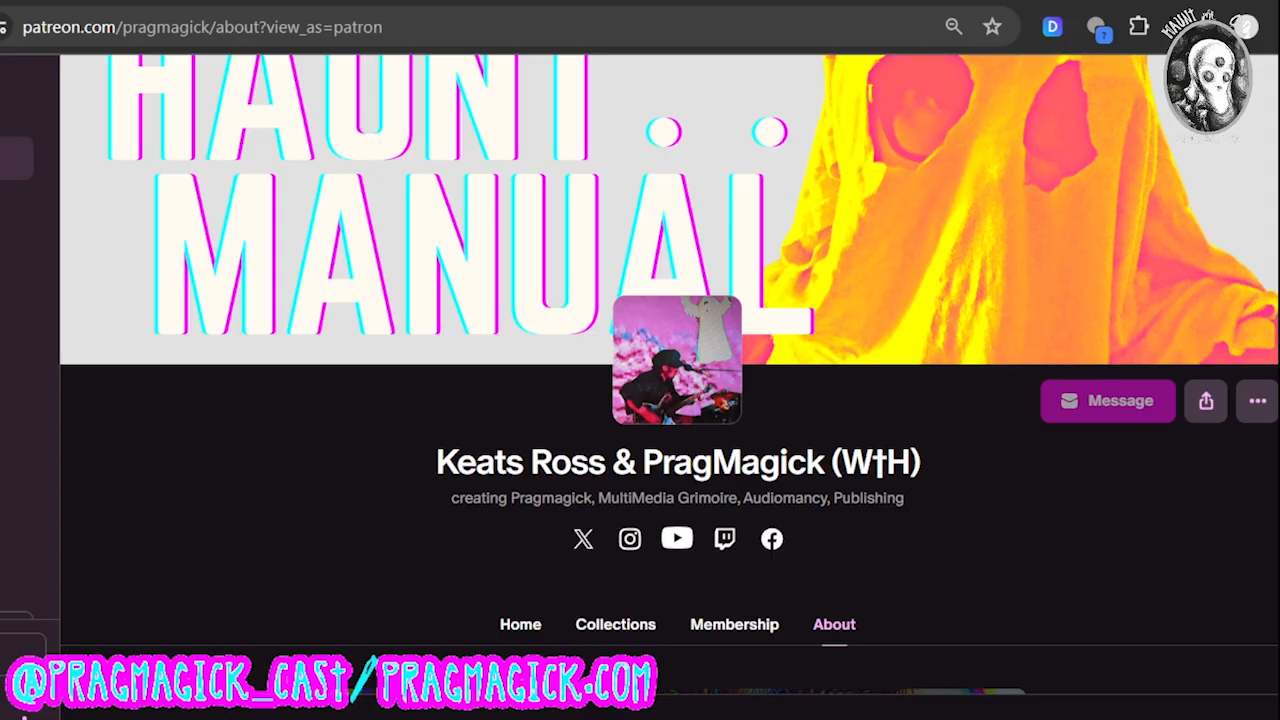 patreon.com/pragmagick/about?view_as=patron
D
?
HAUNT
HAUNT..
MANUAL
Message
Keats Ross & PragMagick (W†H)
creating Pragmagick, MultiMedia Grimoire, Audiomancy, Publishing
Home Collections Membership About
@PRAGMAGICK_CAST/PRAGMAGICK.COM